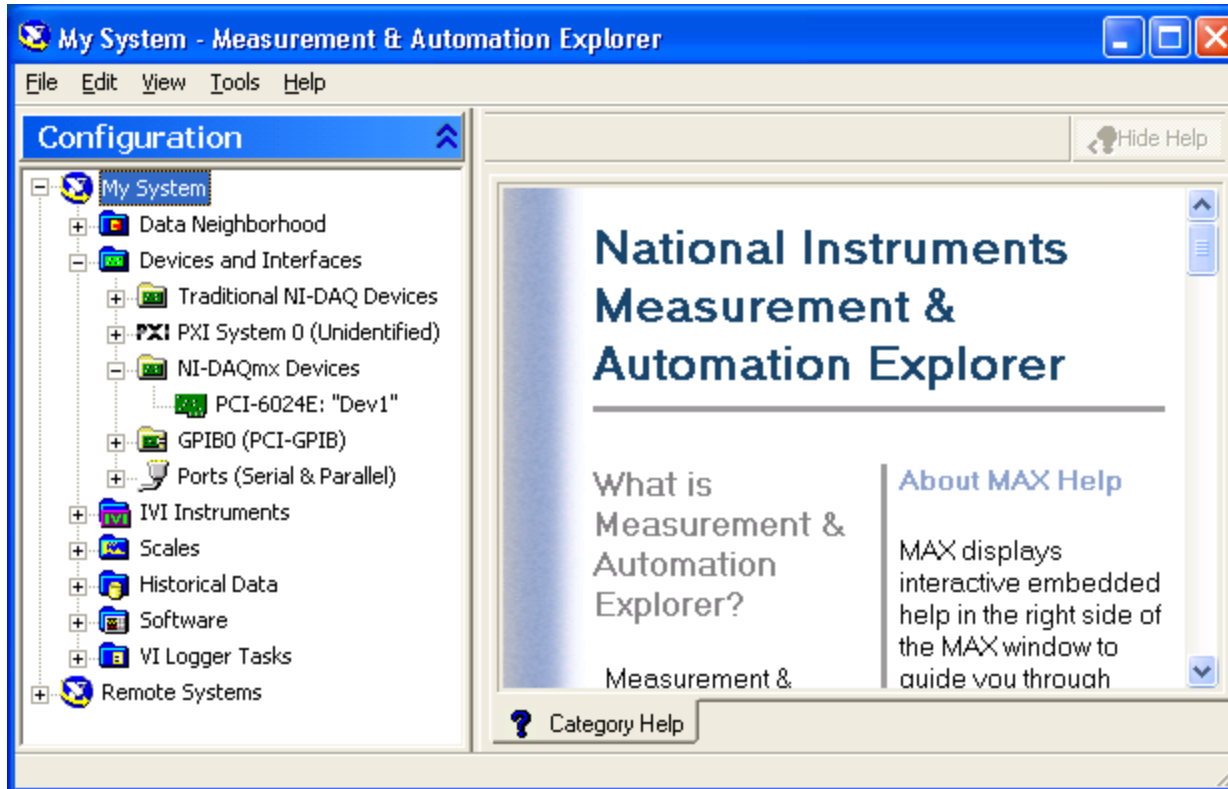 My System - Measurement & Automation Explorer
File Edit View Tools Help
Configuration
Hide Help
My System
Data Neighborhood
Devices and Interfaces
Traditional NI-DAQ Devices
PXI PXI System 0 (Unidentified)
NI-DAQmx Devices
PCI-6024E: "Dev1"
GPIB0 (PCI-GPIB)
Ports (Serial & Parallel)
IVI IVI Instruments
Scales
Historical Data
Software
VI Logger Tasks
Remote Systems
National Instruments
Measurement &
Automation Explorer
What is
Measurement &
Automation
Explorer?
Measurement &
About MAX Help
MAX displays
interactive embedded
help in the right side of
the MAX window to
guide you through
Category Help